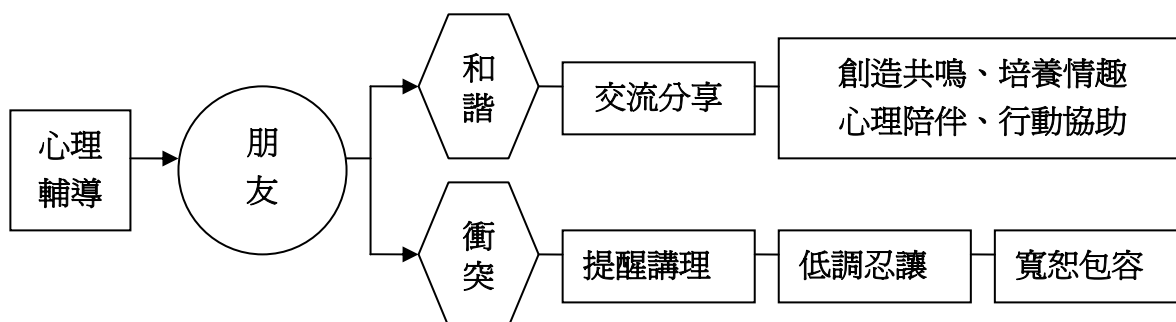 心理
輔導
朋
友
和
諧
交流分享
創造共鳴、培養情趣
心理陪伴、行動協助
衝
突
提醒講理
低調忍讓
寬恕包容